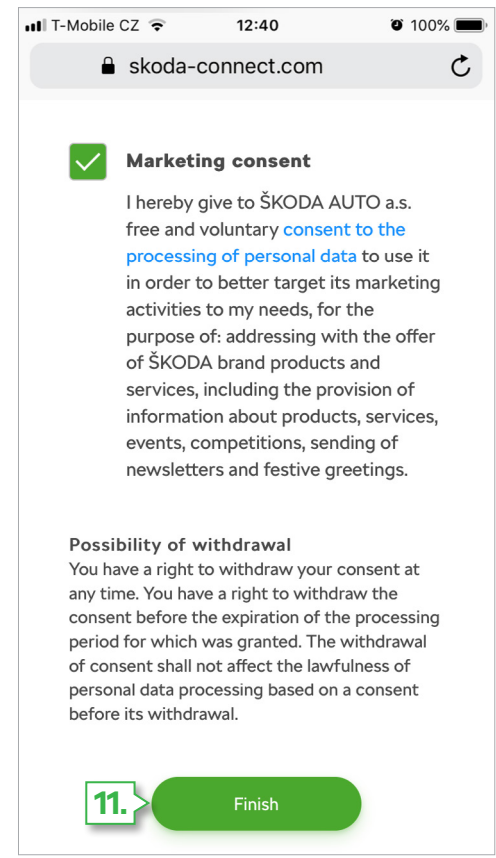 T-Mobile CZ 12:40 100%
skoda-connect.com
Marketing consent
I hereby give to ŠKODA AUTO a.s.
free and voluntary consent to the
processing of personal data to use it
in order to better target its marketing
activities to my needs, for the
purpose of: addressing with the offer
of ŠKODA brand products and
services, including the provision of
information about products, services,
events, competitions, sending of
newsletters and festive greetings.
Possibility of withdrawal
You have a right to withdraw your consent at
any time. You have a right to withdraw the
consent before the expiration of the processing
period for which was granted. The withdrawal
of consent shall not affect the lawfulness of
personal data processing based on a consent
before its withdrawal.
11. Finish